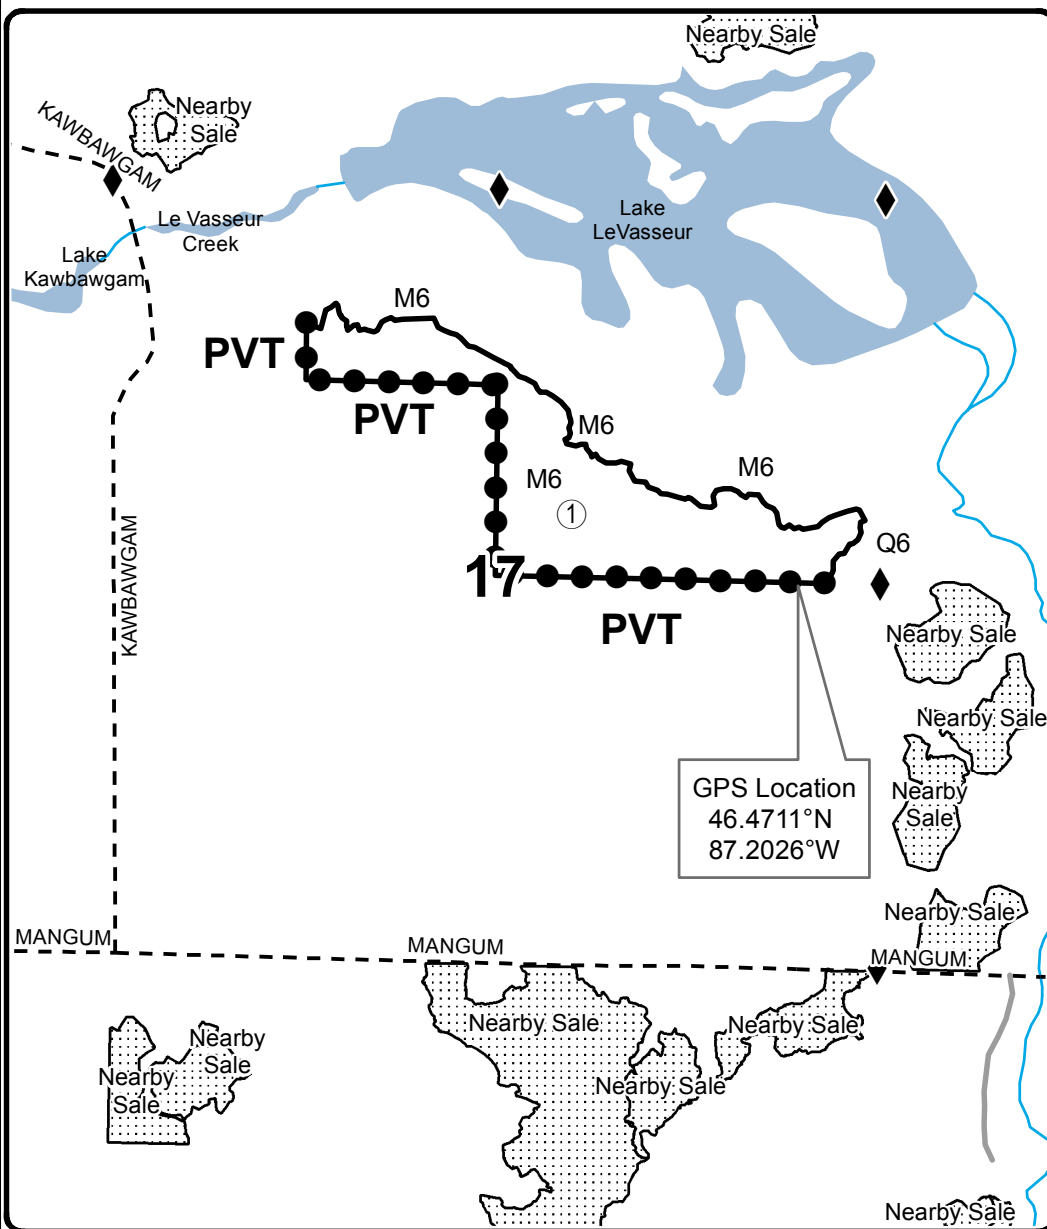 Nearby Sale
Nearby
Sale
KAWBAWGAM
Lake
LeVasseur
Le Vasseur
Creek
Lake
Kawbawgam
M6
PVT
PVT
M6
M6
M6
1
KAWBAWGAM
Q6
17
PVT
Nearby Sale
Nearby Sale
GPS Location
46.4711°N
87.2026°W
Nearby
Sale
Nearby Sale
MANGUM
MANGUM
MANGUM
Nearby Sale
Nearby Sale
Nearby
Sale
Nearby
Sale
Nearby Sale
Nearby Sale